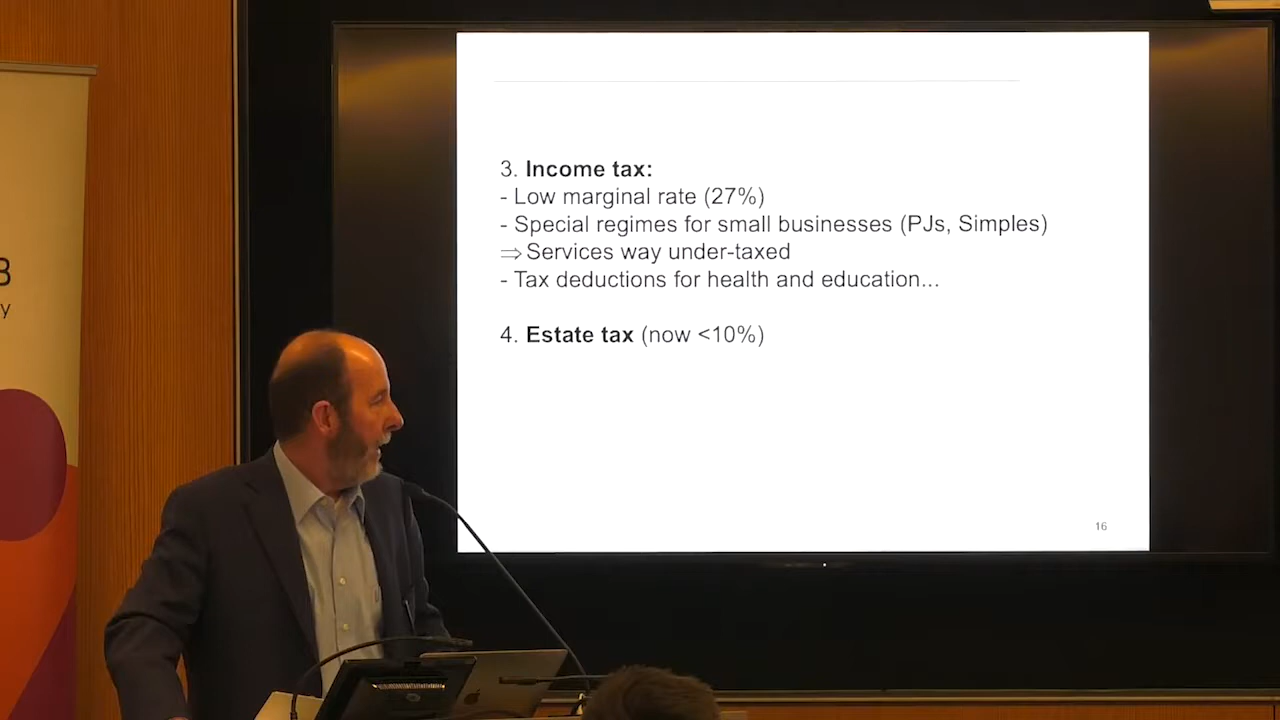 3. Income tax:
- Low marginal rate (27%)
- Special regimes for small businesses (PJs, Simples)
⇒ Services way under-taxed
- Tax deductions for health and education...
4. Estate tax (now <10%)
16
B
y